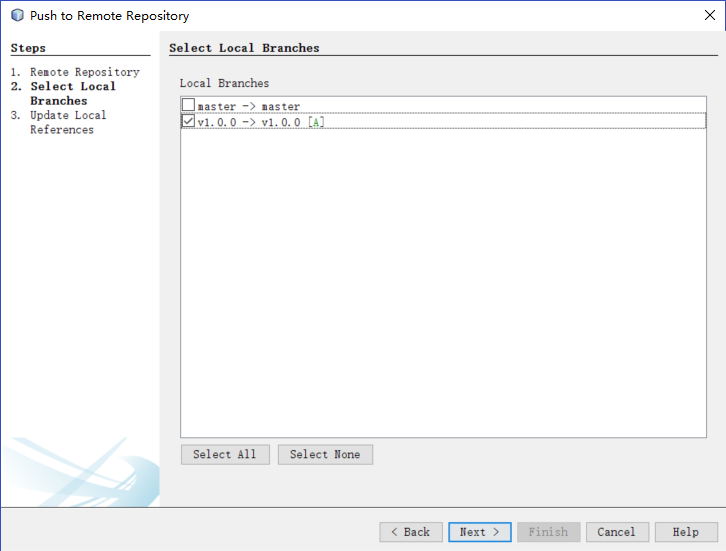 Push to Remote Repository
Steps
1. Remote Repository
2. Select Local
Branches
3. Update Local
References
Select Local Branches
Local Branches
master -> master
v1.0.0 -> v1.0.0 [A]
Select All
Select None
< Back
Next >
Finish
Cancel
Help